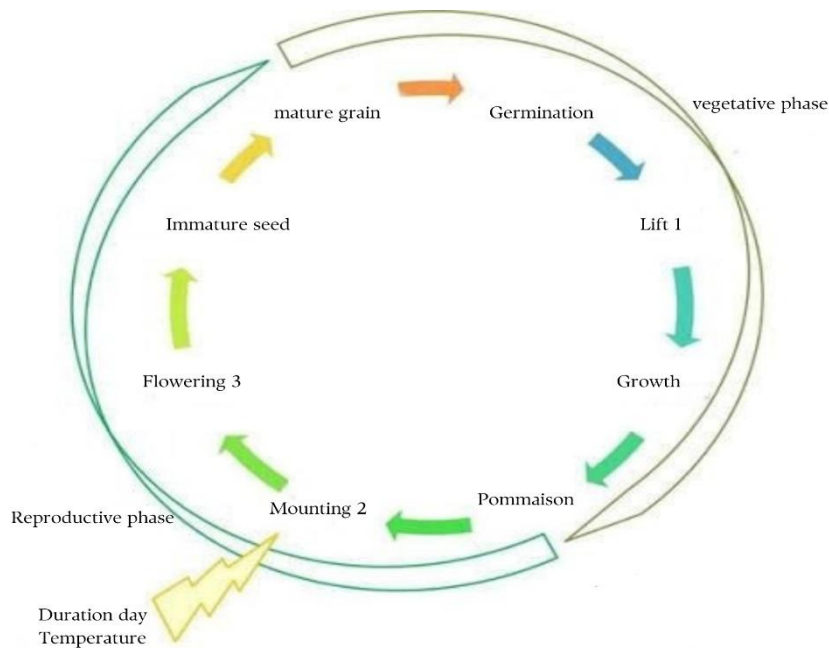 mature grain
Germination
vegetative phase
Lift 1
Growth
Pommaison
Mounting 2
Flowering 3
Immature seed
Reproductive phase
Duration day
Temperature